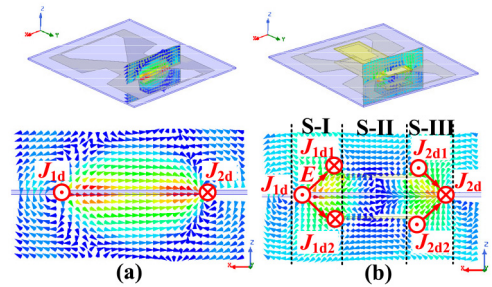 Z
X
Y
Z
X
Y
S-I
S-II
S-III
J1d1
J2d1
J1d
J2d
J1d
E
J2d
J1d2
J2d2
Z
X
Y
Z
X
Y
(a)
(b)